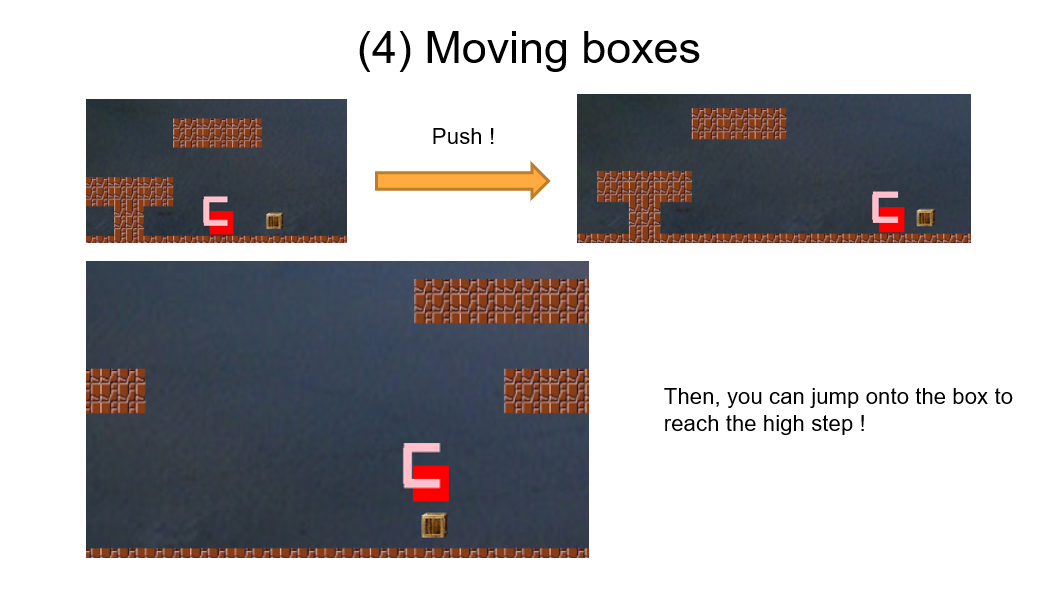 (4) Moving boxes
Push !
Then, you can jump onto the box to
reach the high step !